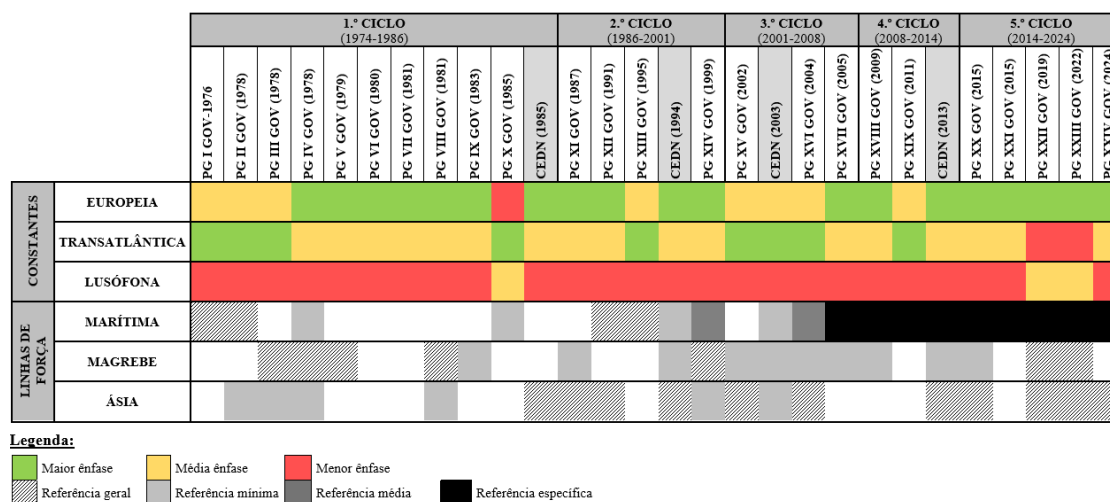 1.º CICLO
(1974-1986)
2.º CICLO
(1986-2001)
3.º CICLO
(2001-2008)
4.º CICLO
(2008-2014)
5.º CICLO
(2014-2024)
PG I GOV-1976
PG II GOV (1978)
PG III GOV (1978)
PG IV GOV (1978)
PG V GOV (1979)
PG VI GOV (1980)
PG VII GOV (1981)
PG VIII GOV (1981)
PG IX GOV (1983)
PG X GOV (1985)
CEDN (1985)
PG XI GOV (1987)
PG XII GOV (1991)
PG XIII GOV (1995)
CEDN (1994)
PG XIV GOV (1999)
PG XV GOV (2002)
CEDN (2003)
PG XVI GOV (2004)
PG XVII GOV (2005)
PG XVIII GOV (2009)
PG XIX GOV (2011)
CEDN (2013)
PG XX GOV (2015)
PG XXI GOV (2015)
PG XXII GOV (2019)
PG XXIII GOV (2022)
PG XXIV GOV (2024)
CONSTANTES
EUROPEIA
TRANSATLÂNTICA
LUSÓFONA
LINHAS DE
FORÇA
MARÍTIMA
MAGREBE
ÁSIA
Legenda:
Maior ênfase
Média ênfase
Menor ênfase
Referência geral
Referência mínima
Referência média
Referência específica